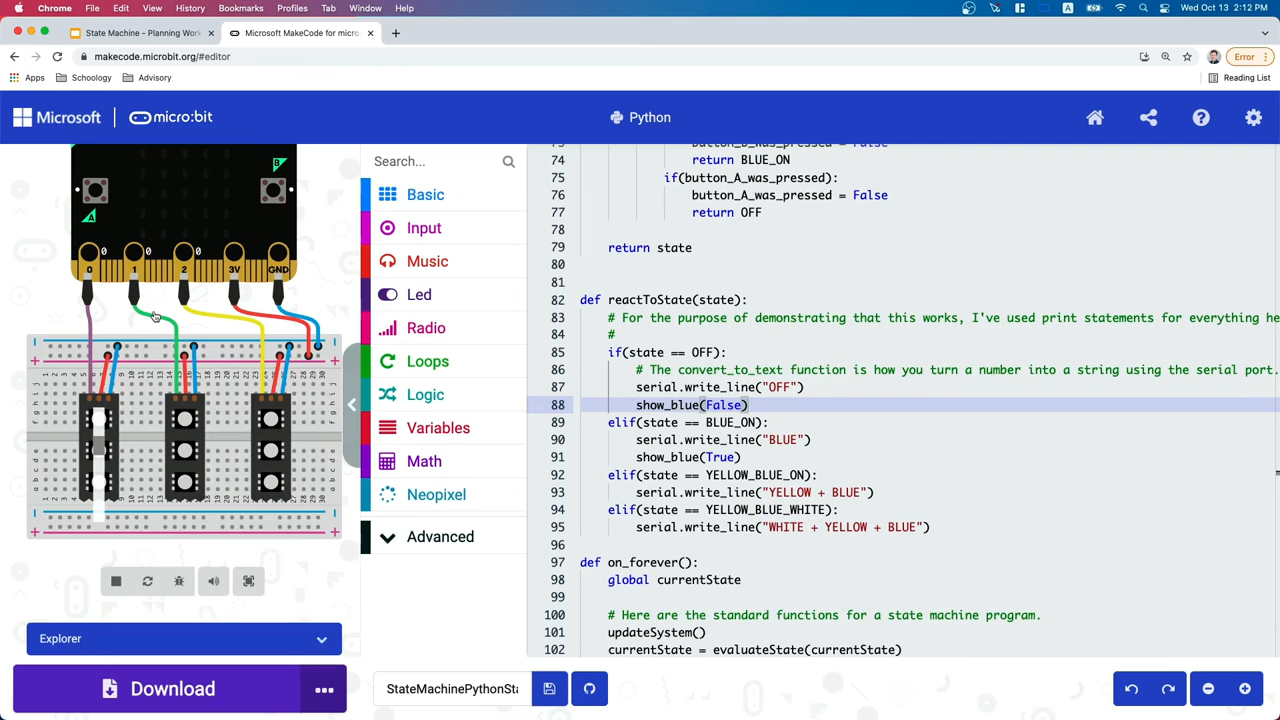 Chrome File Edit View History Bookmarks Profiles Tab Window Help A Wed Oct 13 2:12 PM
State Machine - Planning Work × Microsoft MakeCode for micro: × +
makecode.microbit.org/#editor Error
Apps Schoology Advisory Reading List
Microsoft micro:bit Python
Search...
Basic
Input
Music
Led
Radio
Loops
Logic
Variables
Math
Neopixel
Advanced
B
A
0 0 1 0 2 0 3V GND
74 return BLUE_ON
75 if(button_A_was_pressed):
76 button_A_was_pressed = False
77 return OFF
78
79 return state
80
81
82 def reactToState(state):
83 # For the purpose of demonstrating that this works, I've used print statements for everything he
84 #
85 if(state == OFF):
86 # The convert_to_text function is how you turn a number into a string using the serial port.
87 serial.write_line("OFF")
88 show_blue(False)
89 elif(state == BLUE_ON):
90 serial.write_line("BLUE")
91 show_blue(True)
92 elif(state == YELLOW_BLUE_ON):
93 serial.write_line("YELLOW + BLUE")
94 elif(state == YELLOW_BLUE_WHITE):
95 serial.write_line("WHITE + YELLOW + BLUE")
96
97 def on_forever():
98 global currentState
99
100 # Here are the standard functions for a state machine program.
101 updateSystem()
102 currentState = evaluateState(currentState)
Explorer
Download ...
StateMachinePythonSta